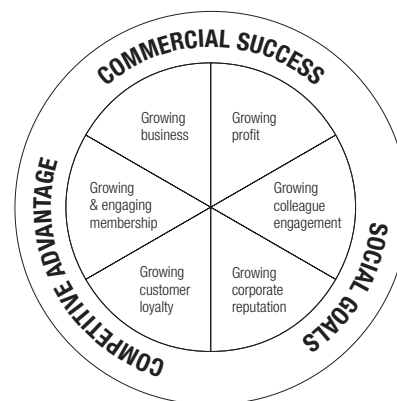 COMMERCIAL SUCCESS
Growing
business
Growing
profit
Growing
& engaging
membership
Growing
colleague
engagement
Growing
customer
loyalty
Growing
corporate
reputation
COMPETITIVE ADVANTAGE
SOCIAL GOALS